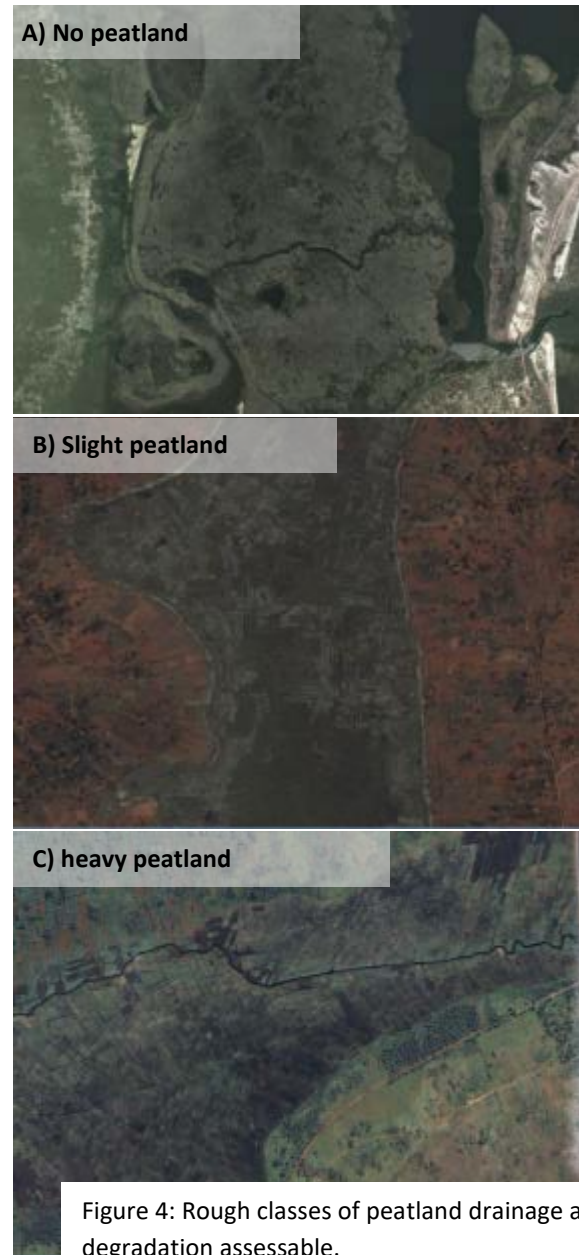 A) No peatland
B) Slight peatland
C) heavy peatland
Figure 4: Rough classes of peatland drainage a
degradation assessable.